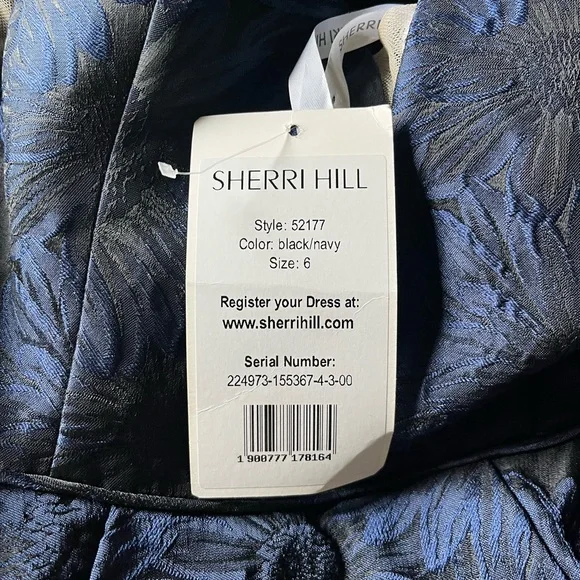 SHERRI
SHERRI HILL
Style: 52177
Color: black/navy
Size: 6
Register your Dress at:
www.sherrihill.com
Serial Number:
224973-155367-4-3-00
1 900777 178164